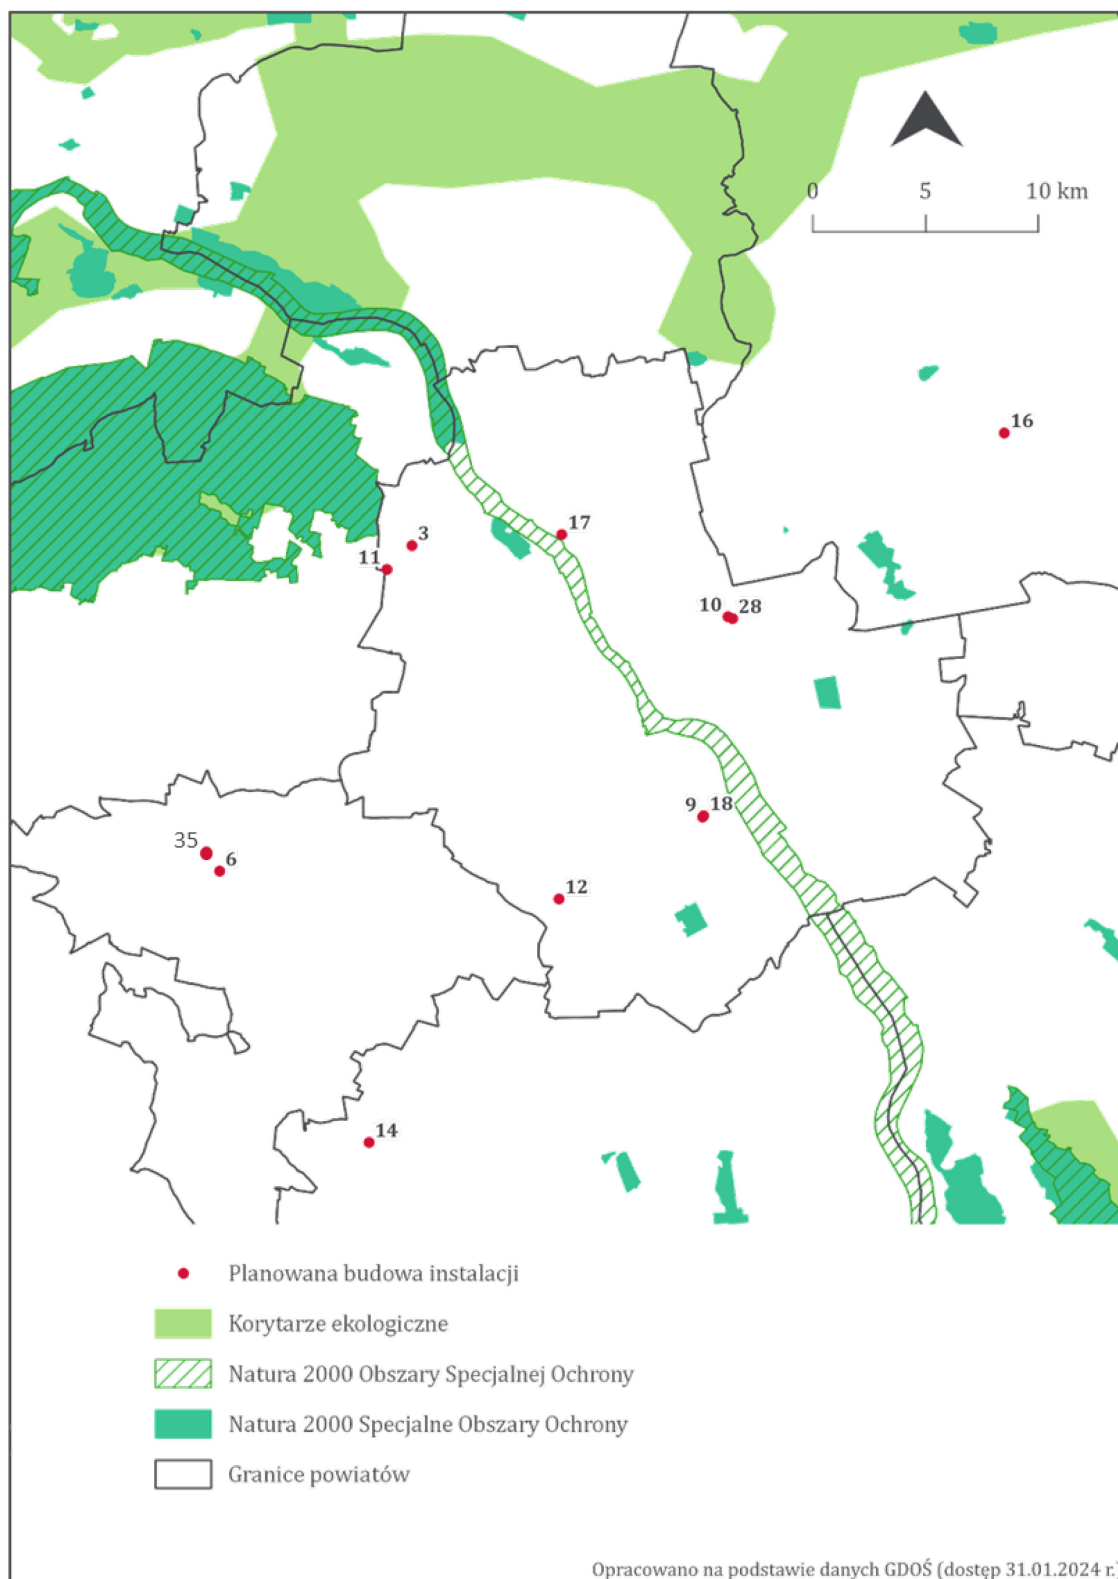 0 5 10 km
16
17
3
11
10 28
9 18
35
6
12
14
Planowana budowa instalacji
Korytarze ekologiczne
Natura 2000 Obszary Specjalnej Ochrony
Natura 2000 Specjalne Obszary Ochrony
Granice powiatów
Opracowano na podstawie danych GDOŚ (dostęp 31.01.2024 r.)